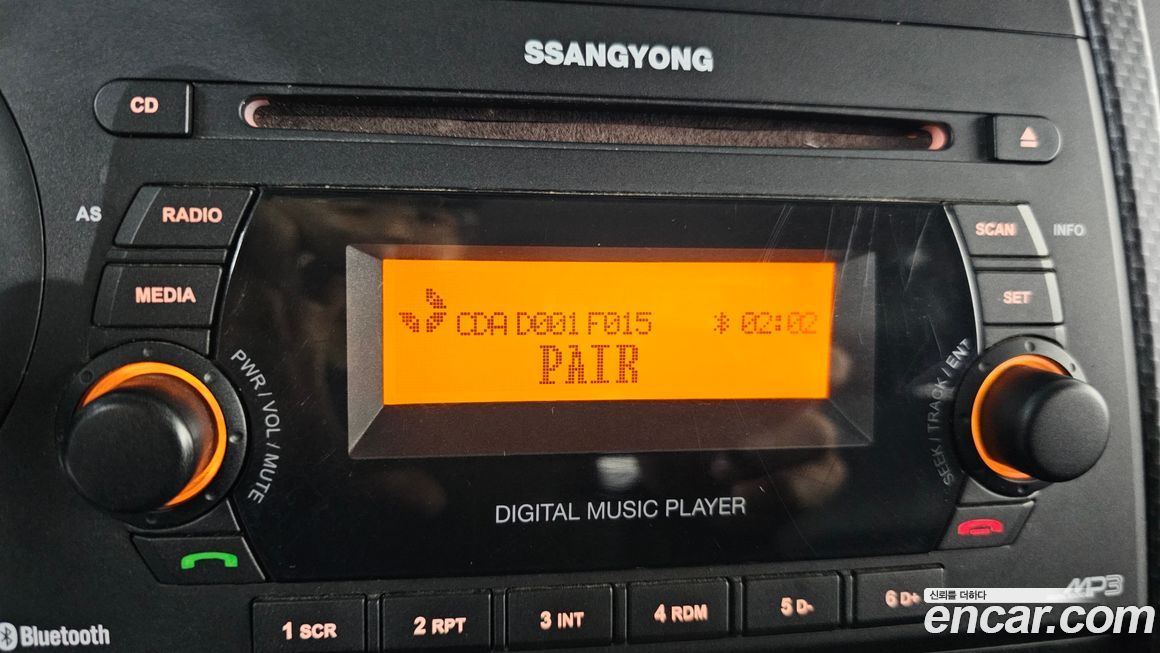 SSANGYONG
CD
AS
RADIO
SCAN
INFO
MEDIA
SET
CDA D001 F015 02:02
PAIR
PWR / VOL / MUTE
SEEK / TRACK / ENT
DIGITAL MUSIC PLAYER
1 SCR
2 RPT
3 INT
4 RDM
5 D-
6 D+
MP3
Bluetooth
신뢰를 더하다
encar.com